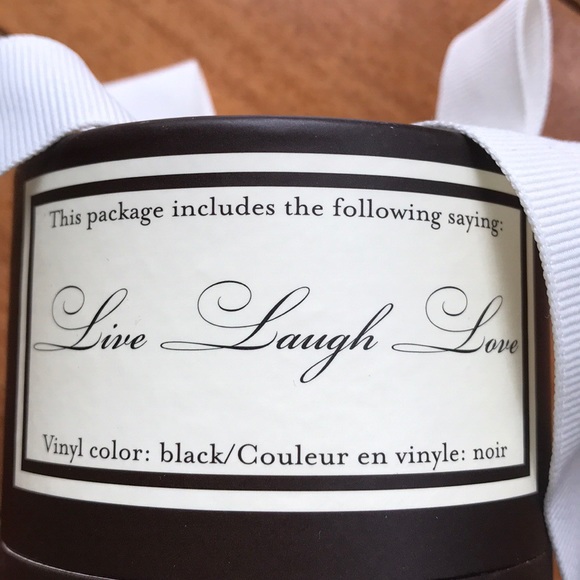 This package includes the following saying:
Live Laugh Love
Vinyl color: black/Couleur en vinyle: noir